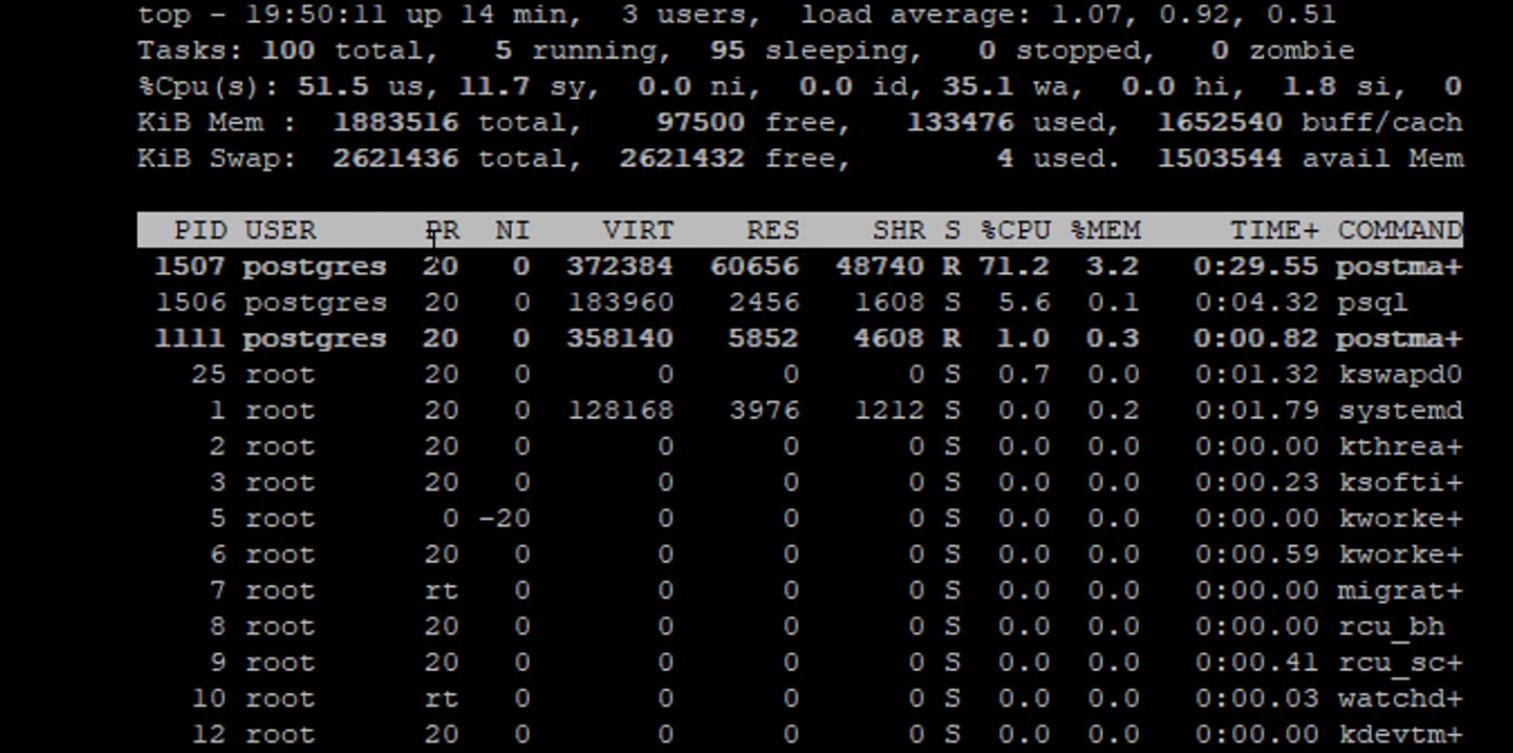 top - 19:50:11 up 14 min,  3 users,  load average: 1.07, 0.92, 0.51
Tasks: 100 total,   5 running,  95 sleeping,   0 stopped,   0 zombie
%Cpu(s): 51.5 us, 11.7 sy,  0.0 ni,  0.0 id, 35.1 wa,  0.0 hi,  1.8 si,  0
KiB Mem :  1883516 total,    97500 free,   133476 used,  1652540 buff/cach
KiB Swap:  2621436 total,  2621432 free,        4 used.  1503544 avail Mem
PID USER      PR  NI    VIRT    RES    SHR S %CPU %MEM     TIME+ COMMAND
1507 postgres  20   0  372384  60656  48740 R 71.2  3.2   0:29.55 postma+
1506 postgres  20   0  183960   2456   1608 S  5.6  0.1   0:04.32 psql
1111 postgres  20   0  358140   5852   4608 R  1.0  0.3   0:00.82 postma+
25 root      20   0       0      0      0 S  0.7  0.0   0:01.32 kswapd0
1 root      20   0  128168   3976   1212 S  0.0  0.2   0:01.79 systemd
2 root      20   0       0      0      0 S  0.0  0.0   0:00.00 kthrea+
3 root      20   0       0      0      0 S  0.0  0.0   0:00.23 ksofti+
5 root       0 -20       0      0      0 S  0.0  0.0   0:00.00 kworke+
6 root      20   0       0      0      0 S  0.0  0.0   0:00.59 kworke+
7 root      rt   0       0      0      0 S  0.0  0.0   0:00.00 migrat+
8 root      20   0       0      0      0 S  0.0  0.0   0:00.00 rcu_bh
9 root      20   0       0      0      0 S  0.0  0.0   0:00.41 rcu_sc+
10 root      rt   0       0      0      0 S  0.0  0.0   0:00.03 watchd+
12 root      20   0       0      0      0 S  0.0  0.0   0:00.00 kdevtm+